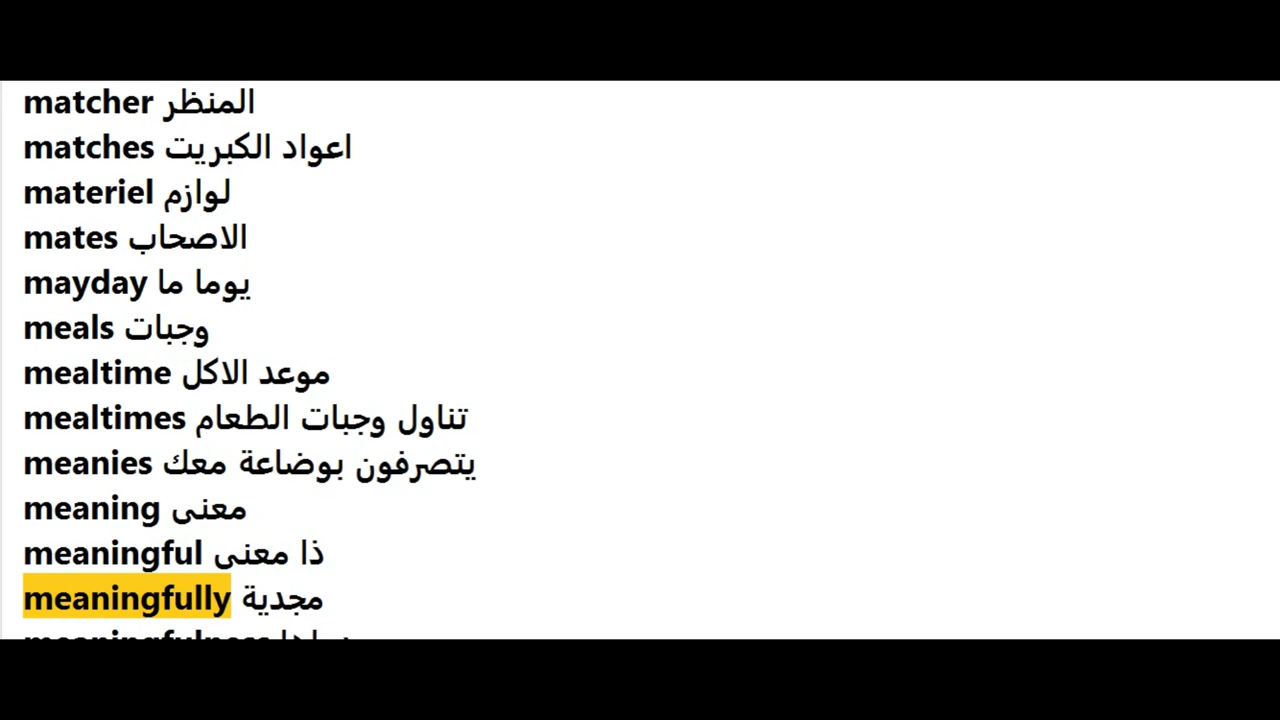 matcher المنظر
matches اعواد الكبريت
materiel لوازم
mates الاصحاب
mayday يوما ما
meals وجبات
mealtime موعد الاكل
mealtimes تناول وجبات الطعام
meanies يتصرفون بوضاعة معك
meaning معنى
meaningful ذا معنى
meaningfully مجدية
meaningfulness